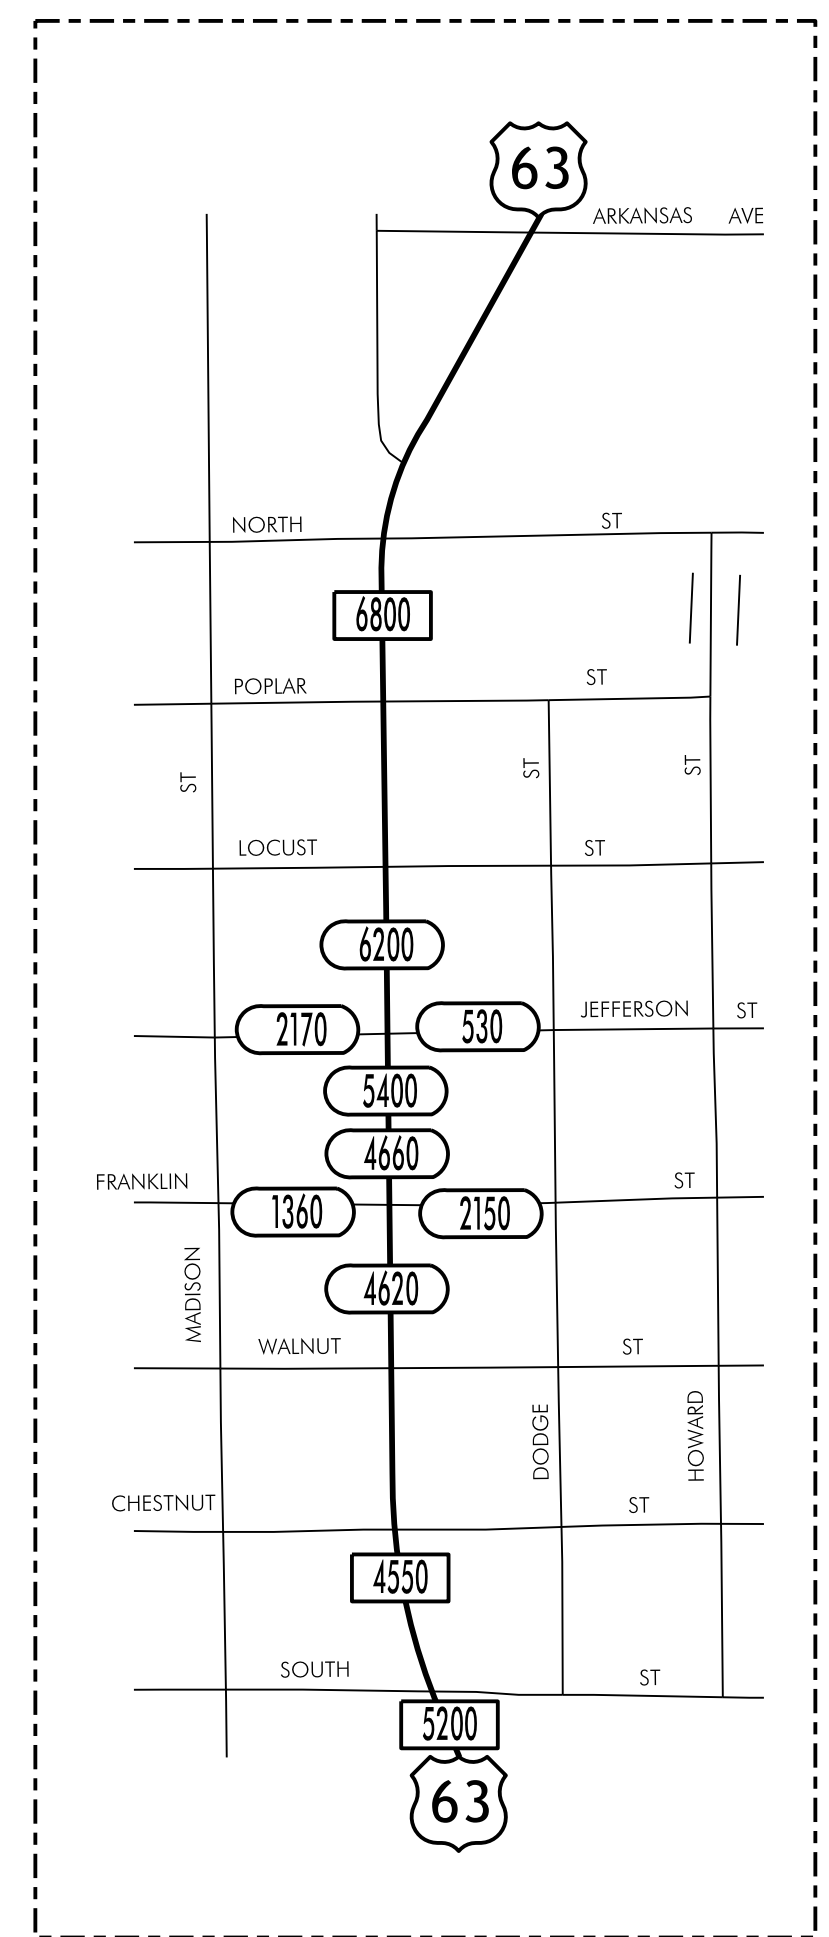 63
ARKANSAS AVE
NORTH ST
6800
POPLAR ST
ST
ST
ST
LOCUST ST
6200
2170
530
JEFFERSON ST
5400
4660
FRANKLIN ST
1360
2150
MADISON
4620
WALNUT ST
DODGE
HOWARD
CHESTNUT ST
4550
SOUTH ST
5200
63